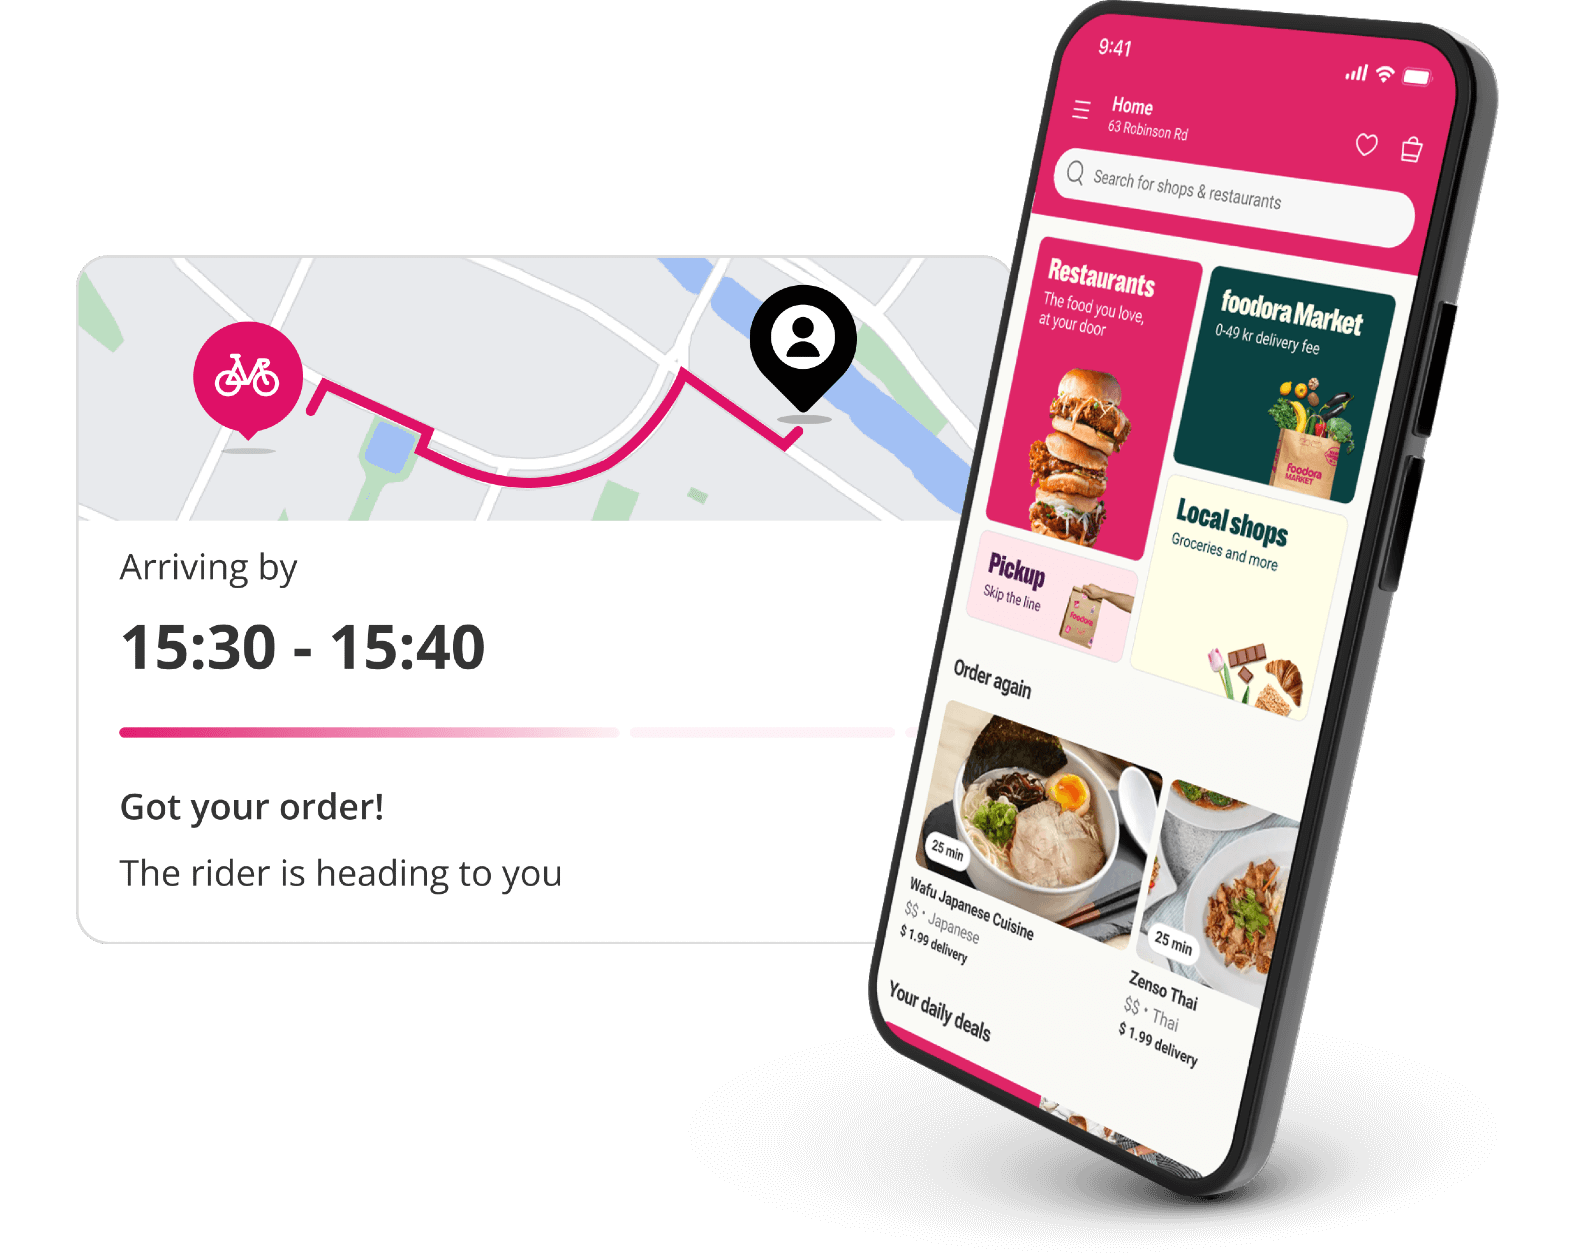 Arriving by
15:30 - 15:40
Got your order!
The rider is heading to you
9:41
Home
63 Robinson Rd
Search for shops & restaurants
Restaurants
The food you love,
at your door
foodora Market
0-49 kr delivery fee
foodora
MARKET
Local shops
Groceries and more
Pickup
Skip the line
foodora
Order again
25 min
Wafu Japanese Cuisine
$$ • Japanese
$ 1.99 delivery
25 min
Zenso Thai
$$ • Thai
$ 1.99 delivery
Your daily deals